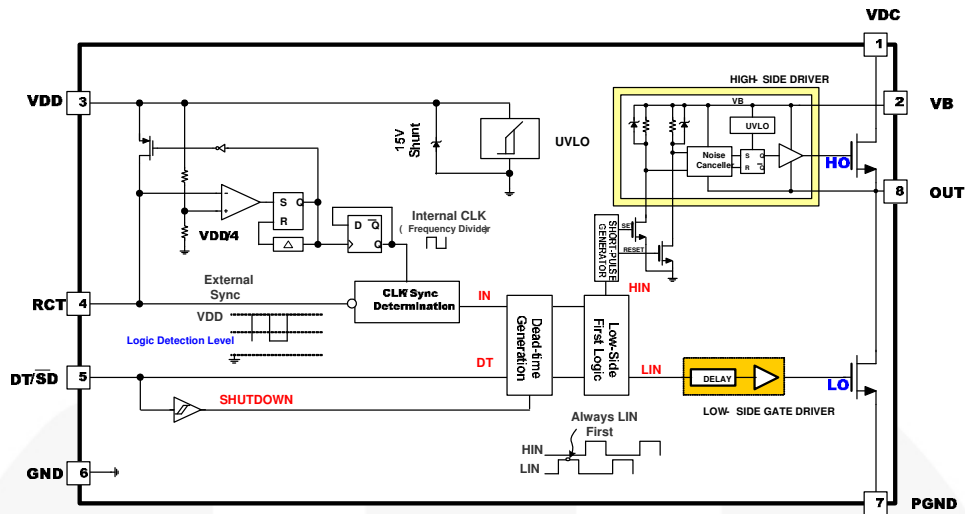 VDC
1
HIGH- SIDE DRIVER
VDD 3
VB
2 VB
UVLO
15V Shunt
UVLO
Noise Canceller
S Q
R Q
HO
8 OUT
S Q
R
VDD/4
D Q
Q
Internal CLK
( Frequency Divider )
SHORT-PULSE GENERATOR
SE
RESET
HIN
External
Sync
RCT 4
VDD
CLK/Sync
Determination
IN
Logic Detection Level
Dead-time Generation
Low-Side First Logic
DT/SD 5
DT
LIN
DELAY
LO
SHUTDOWN
LOW- SIDE GATE DRIVER
Always LIN
First
HIN
LIN
GND 6
7 PGND